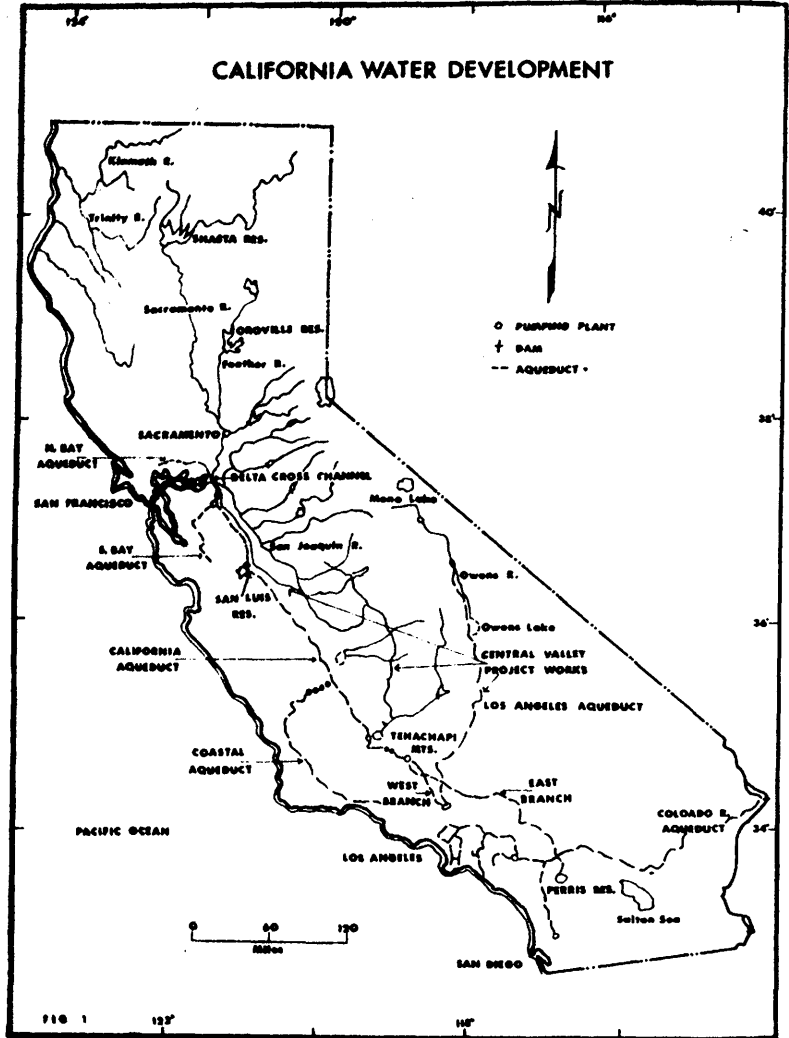 124°
120°
116°
CALIFORNIA WATER DEVELOPMENT
Klamath R.
Trinity R.
SHASTA RES.
40°
Sacramento R.
OROVILLE RES.
Feather R.
PUMPING PLANT
DAM
AQUEDUCT
SACRAMENTO
38°
N. BAY
AQUEDUCT
DELTA CROSS CHANNEL
SAN FRANCISCO
Mono Lake
S. BAY
AQUEDUCT
San Joaquin R.
Owens R.
SAN LUIS
RES.
Owens Lake
36°
CALIFORNIA
AQUEDUCT
CENTRAL VALLEY
PROJECT WORKS
LOS ANGELES AQUEDUCT
TEHACHAPI
MTS.
COASTAL
AQUEDUCT
WEST
BRANCH
EAST
BRANCH
COLOADO R.
AQUEDUCT
PACIFIC OCEAN
34°
LOS ANGELES
PERRIS RES.
Salton Sea
0 60 120
Miles
SAN DIEGO
FIG 1
122°
118°